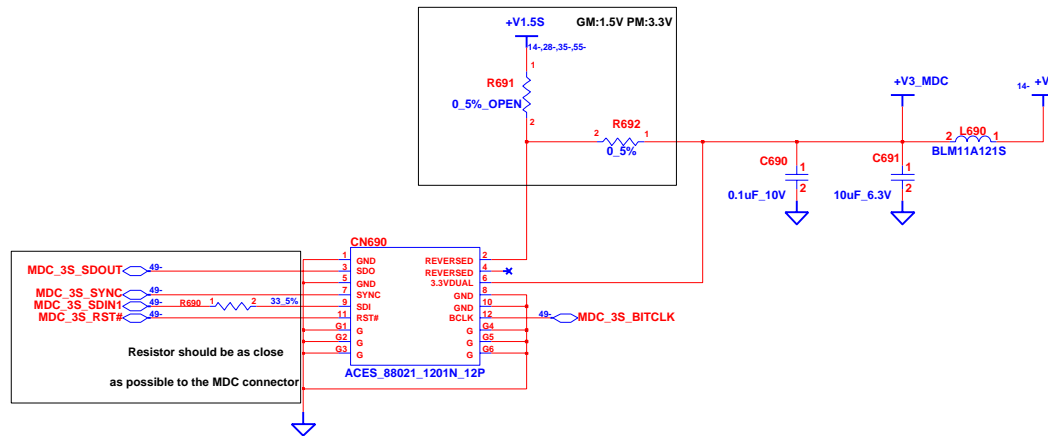 +V1.5S
GM:1.5V PM:3.3V
14-,28-,35-,55-
1
R691
0_5%_OPEN
2
R692
2
1
0_5%
+V3_MDC
14-
+V
2
L690
1
BLM11A121S
C690
1
2
0.1uF_10V
C691
1
2
10uF_6.3V
CN690
1
GND
REVERSED
2
MDC_3S_SDOUT
49-
3
SDO
REVERSED
4
5
GND
3.3VDUAL
6
MDC_3S_SYNC
49-
7
SYNC
GND
8
MDC_3S_SDIN1
49-
R690
1
2
33_5%
9
SDI
GND
10
MDC_3S_RST#
49-
11
RST#
BCLK
12
49-
MDC_3S_BITCLK
G1
G
G
G4
G2
G
G
G5
G3
G
G
G6
ACES_88021_1201N_12P
Resistor should be as close
as possible to the MDC connector